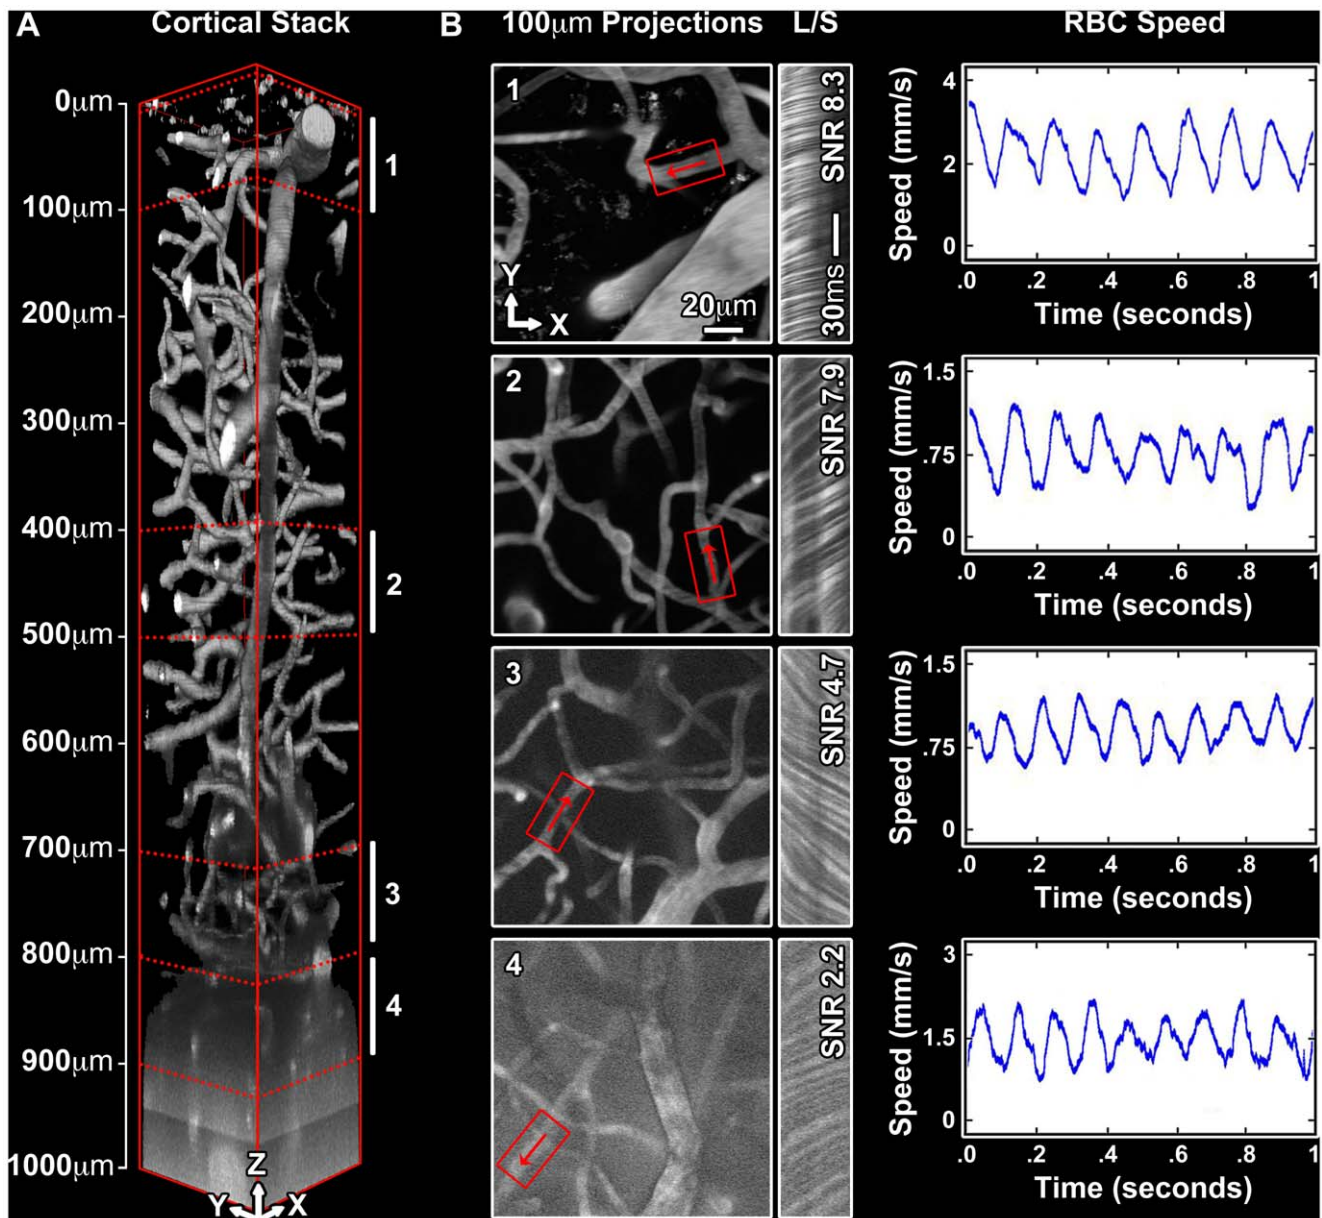 A Cortical Stack
0μm
100μm
200μm
300μm
400μm
500μm
600μm
700μm
800μm
900μm
1000μm
1
2
3
4
Z
Y X
B 100μm Projections L/S RBC Speed
1
Y
X
20μm
SNR 8.3
30ms
Speed (mm/s)
4
2
0
.0 .2 .4 .6 .8 1
Time (seconds)
2
SNR 7.9
Speed (mm/s)
1.5
.75
0
.0 .2 .4 .6 .8 1
Time (seconds)
3
SNR 4.7
Speed (mm/s)
1.5
.75
0
.0 .2 .4 .6 .8 1
Time (seconds)
4
SNR 2.2
Speed (mm/s)
3
1.5
0
.0 .2 .4 .6 .8 1
Time (seconds)